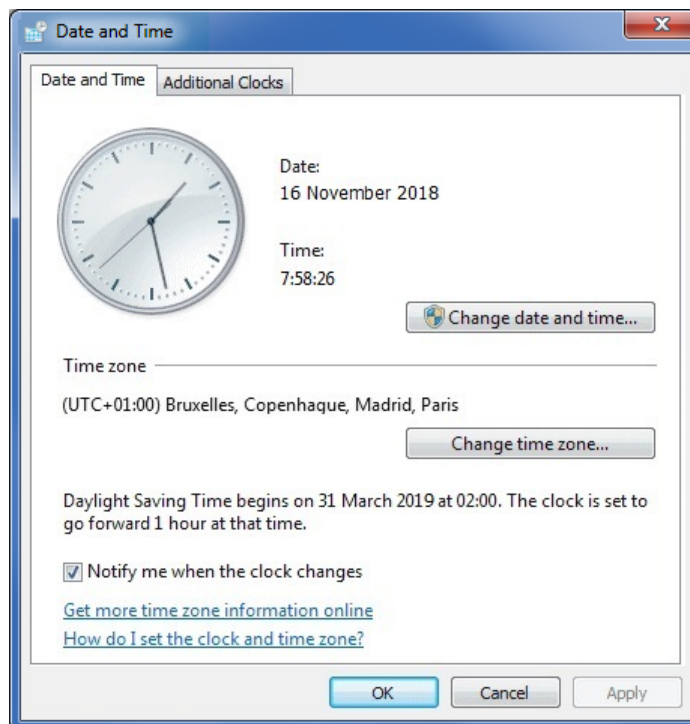 Date and Time
Date and Time
Additional Clocks
Date:
16 November 2018
Time:
7:58:26
Change date and time...
Time zone
(UTC+01:00) Bruxelles, Copenhaque, Madrid, Paris
Change time zone...
Daylight Saving Time begins on 31 March 2019 at 02:00. The clock is set to
go forward 1 hour at that time.
Notify me when the clock changes
Get more time zone information online
How do I set the clock and time zone?
OK
Cancel
Apply